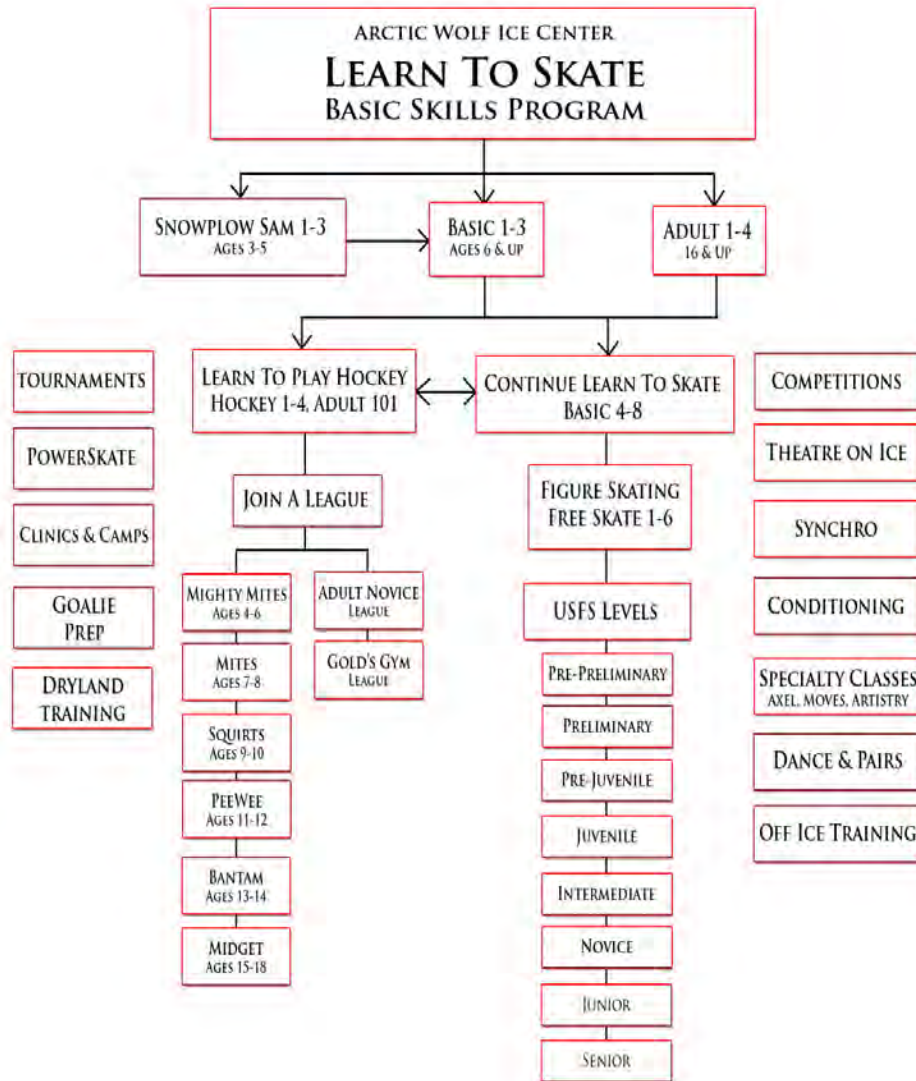 Arctic Wolf Ice Center
Learn To Skate
Basic Skills Program
Snowplow Sam 1-3
Ages 3-5
Basic 1-3
Ages 6 & up
Adult 1-4
16 & up
Learn To Play Hockey
Hockey 1-4, Adult 101
Continue Learn To Skate
Basic 4-8
Join A League
Figure Skating
Free Skate 1-6
Mighty Mites
Ages 4-6
Mites
Ages 7-8
Squirts
Ages 9-10
PeeWee
Ages 11-12
Bantam
Ages 13-14
Midget
Ages 15-18
Adult Novice
League
Gold's Gym
League
USFS Levels
Pre-Preliminary
Preliminary
Pre-Juvenile
Juvenile
Intermediate
Novice
Junior
Senior
tournaments
PowerSkate
Clinics & Camps
Goalie
Prep
Dryland
training
Competitions
Theatre on Ice
Synchro
Conditioning
Specialty Classes
axel, moves, artistry
Dance & Pairs
Off Ice Training